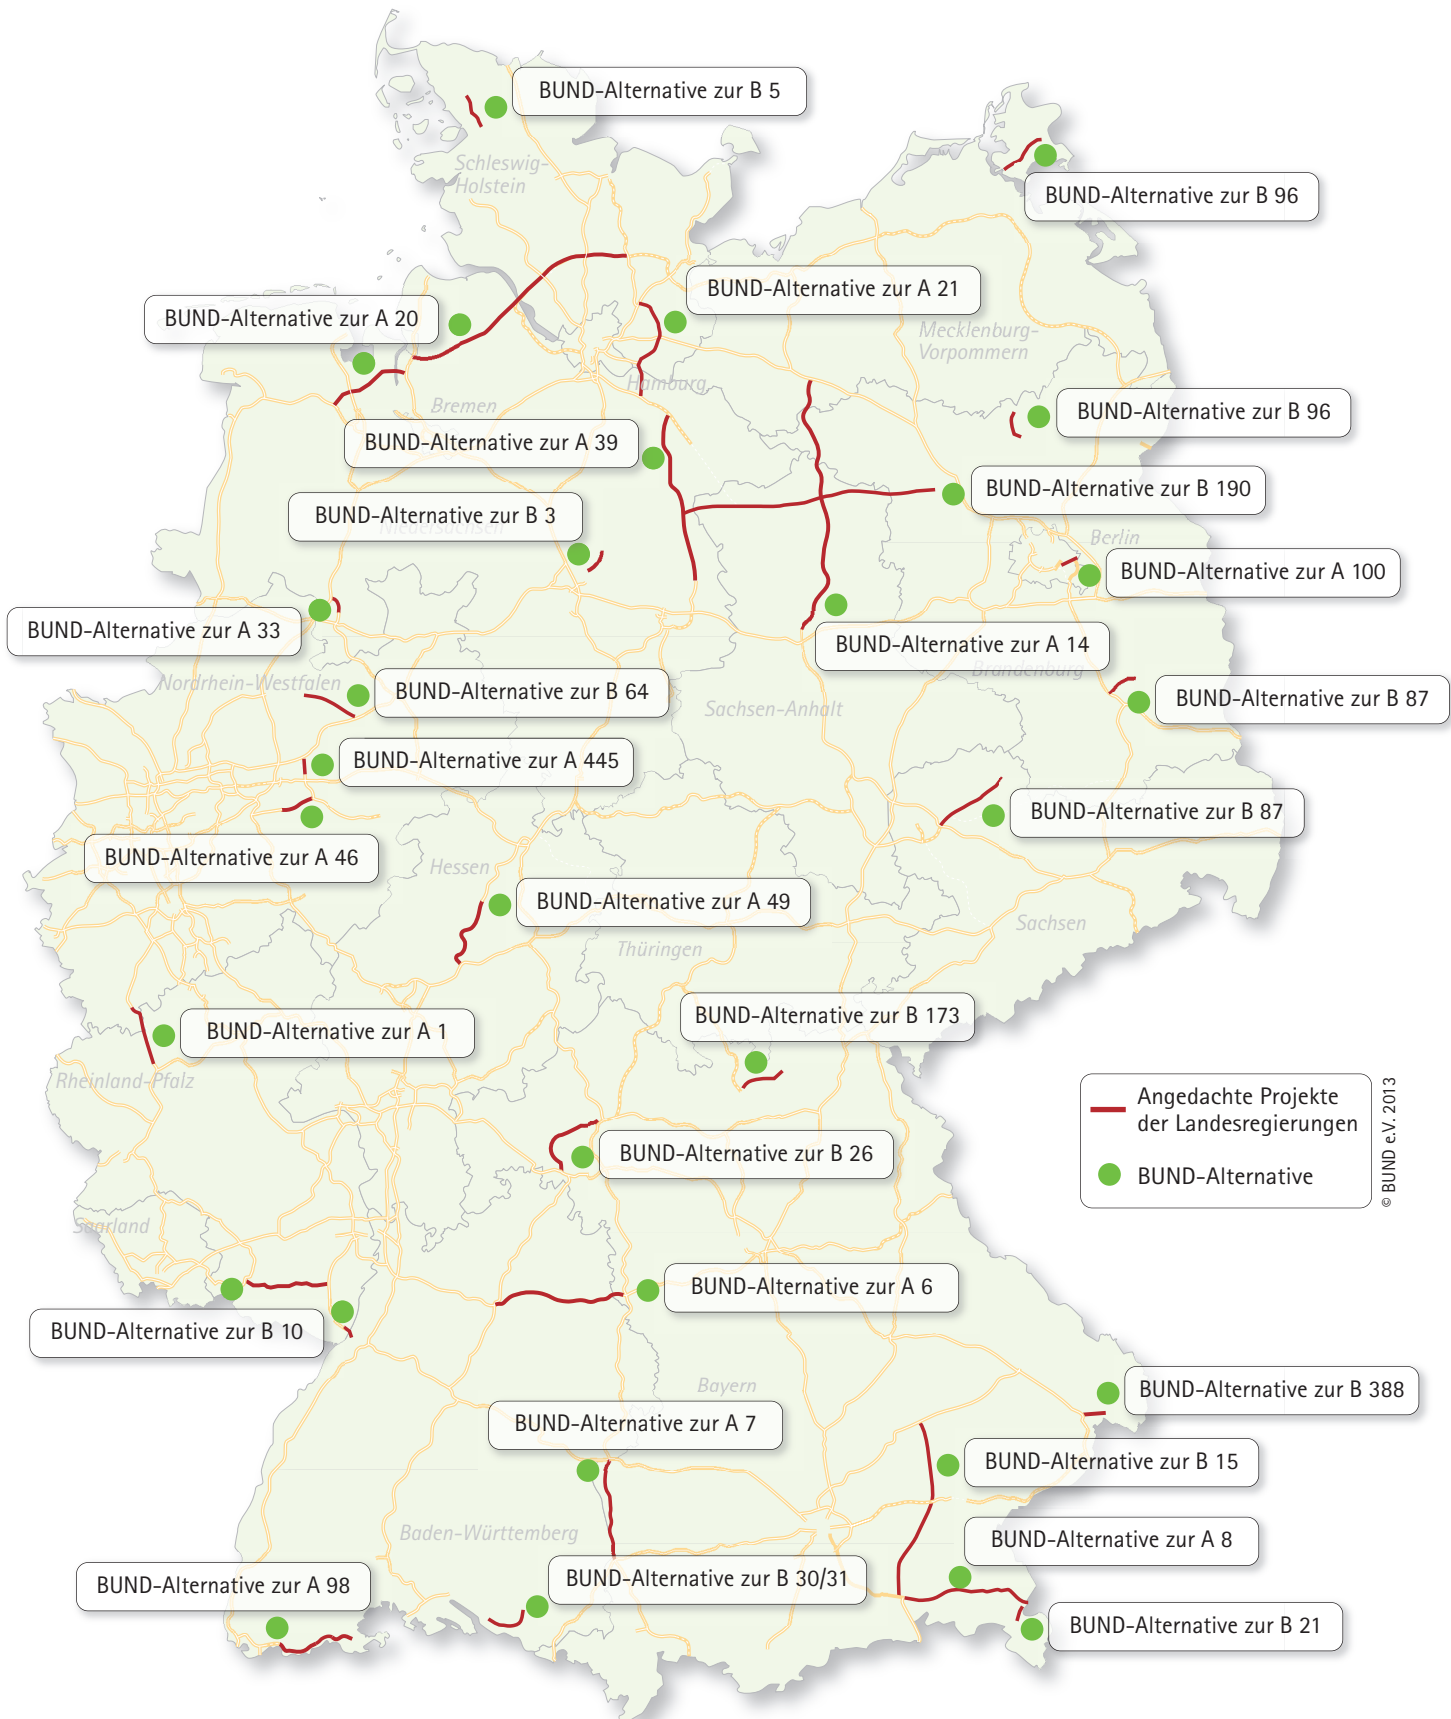 BUND-Alternative zur B 5
Schleswig-
Holstein
BUND-Alternative zur B 96
BUND-Alternative zur A 21
BUND-Alternative zur A 20
Mecklenburg-
Vorpommern
Hamburg
Bremen
BUND-Alternative zur B 96
BUND-Alternative zur A 39
BUND-Alternative zur B 190
BUND-Alternative zur B 3
Niedersachsen
Berlin
BUND-Alternative zur A 100
BUND-Alternative zur A 33
BUND-Alternative zur A 14
Brandenburg
Nordrhein-Westfalen
BUND-Alternative zur B 64
BUND-Alternative zur B 87
Sachsen-Anhalt
BUND-Alternative zur A 445
BUND-Alternative zur B 87
BUND-Alternative zur A 46
Hessen
BUND-Alternative zur A 49
Sachsen
Thüringen
BUND-Alternative zur B 173
BUND-Alternative zur A 1
Rheinland-Pfalz
Angedachte Projekte
der Landesregierungen
BUND-Alternative
© BUND e.V. 2013
BUND-Alternative zur B 26
Saarland
BUND-Alternative zur A 6
BUND-Alternative zur B 10
Bayern
BUND-Alternative zur B 388
BUND-Alternative zur A 7
BUND-Alternative zur B 15
Baden-Württemberg
BUND-Alternative zur A 8
BUND-Alternative zur B 30/31
BUND-Alternative zur A 98
BUND-Alternative zur B 21